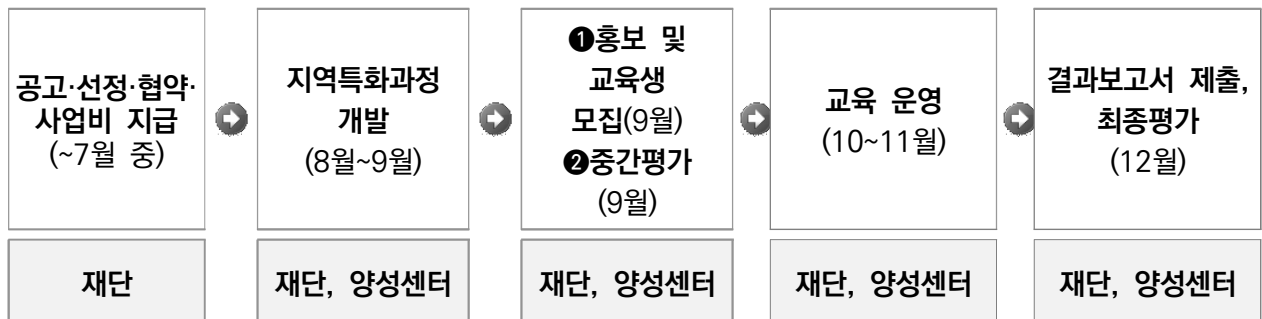 공고·선정·협약·
사업비 지급
(~7월 중)
지역특화과정
개발
(8월~9월)
❶홍보 및
교육생
모집(9월)
❷중간평가
(9월)
교육 운영
(10~11월)
결과보고서 제출,
최종평가
(12월)
재단
재단, 양성센터
재단, 양성센터
재단, 양성센터
재단, 양성센터